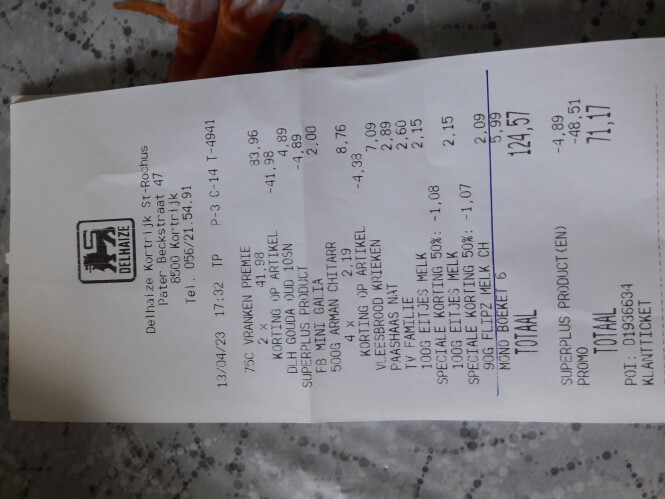 DELHAIZE
Delhaize Kortrijk St-Rochus
Pater Beckstraat 47
8500 Kortrijk
Tel. 056/21.54.91
13/04/23 17:32 TP P-3 C-14 T-4941
75C VRANKEN PREMIE 83,96
2 x 41,98
KORTING OP ARTIKEL -41,98
DLH GOUDA OUD 10SN 4,89
SUPERPLUS PRODUCT -4,89
FB MINI GALIA 2,00
500G ARMAN CHITARR 8,76
4 x 2,19
KORTING OP ARTIKEL -4,38
VLEESBROOD KRIEKEN 7,09
PAASHAAS NAT 2,89
TV FAMILIE 2,60
100G EITJES MELK 2,15
SPECIALE KORTING 50%: -1,08
100G EITJES MELK 2,15
SPECIALE KORTING 50%: -1,07
90G FLIPZ MELK CH 2,09
MONO BOEKET 6 5,99
TOTAAL 124,57
SUPERPLUS PRODUCT(EN) -4,89
PROMO -48,51
TOTAAL 71,17
POI: 01936634
KLANTTICKET